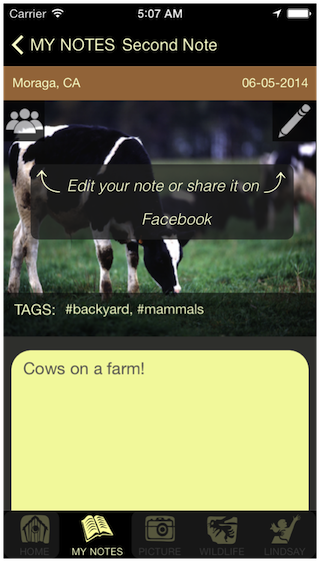 Carrier 5:07 AM
MY NOTES Second Note
Moraga, CA 06-05-2014
Edit your note or share it on
Facebook
TAGS: #backyard, #mammals
Cows on a farm!
HOME MY NOTES PICTURE WILDLIFE LINDSAY